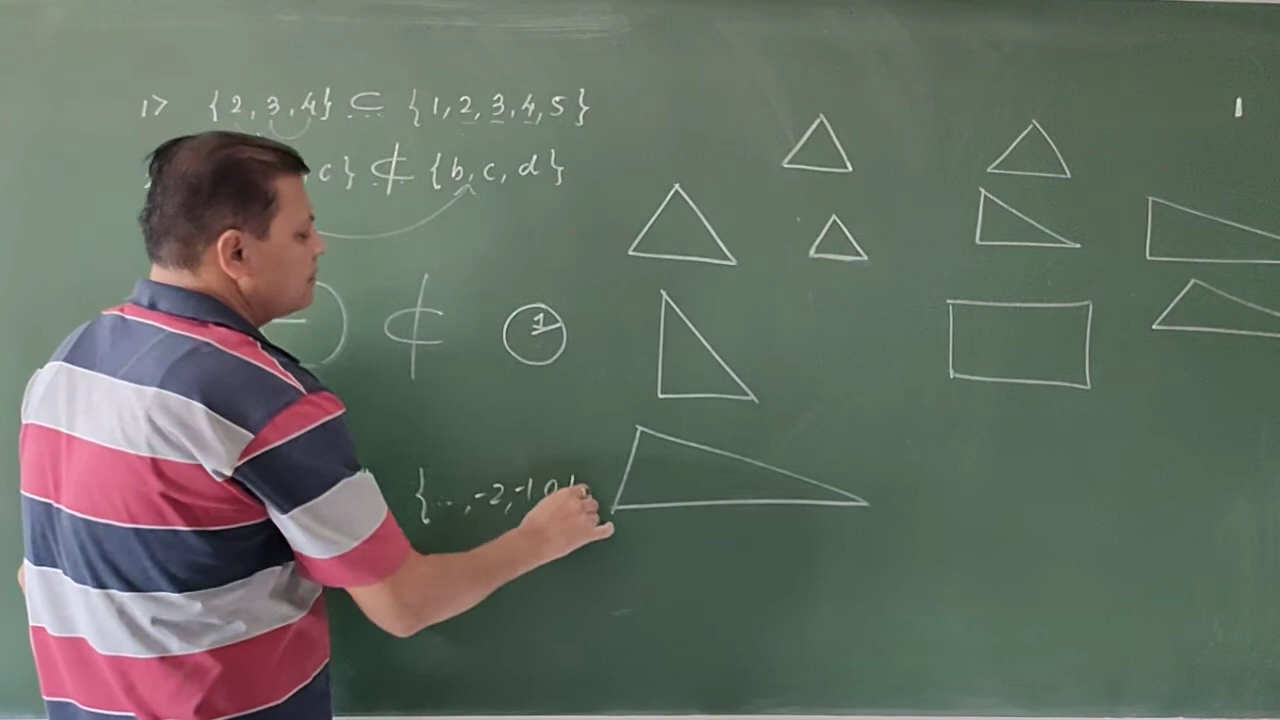 1> {2,3,4} ⊂ {1,2,3,4,5}
,c} ⊄ {b,c,d}
⊄ 1
{..,-2,-1,0